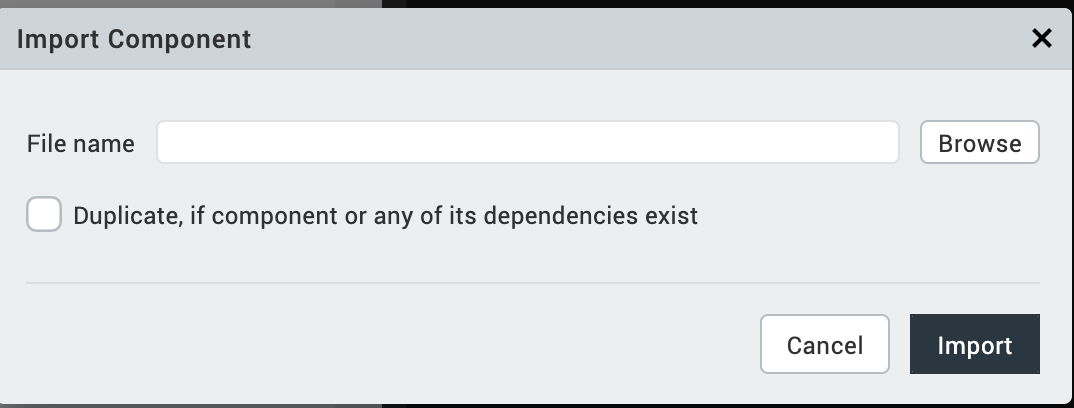 Import Component
File name
Browse
Duplicate, if component or any of its dependencies exist
Cancel
Import